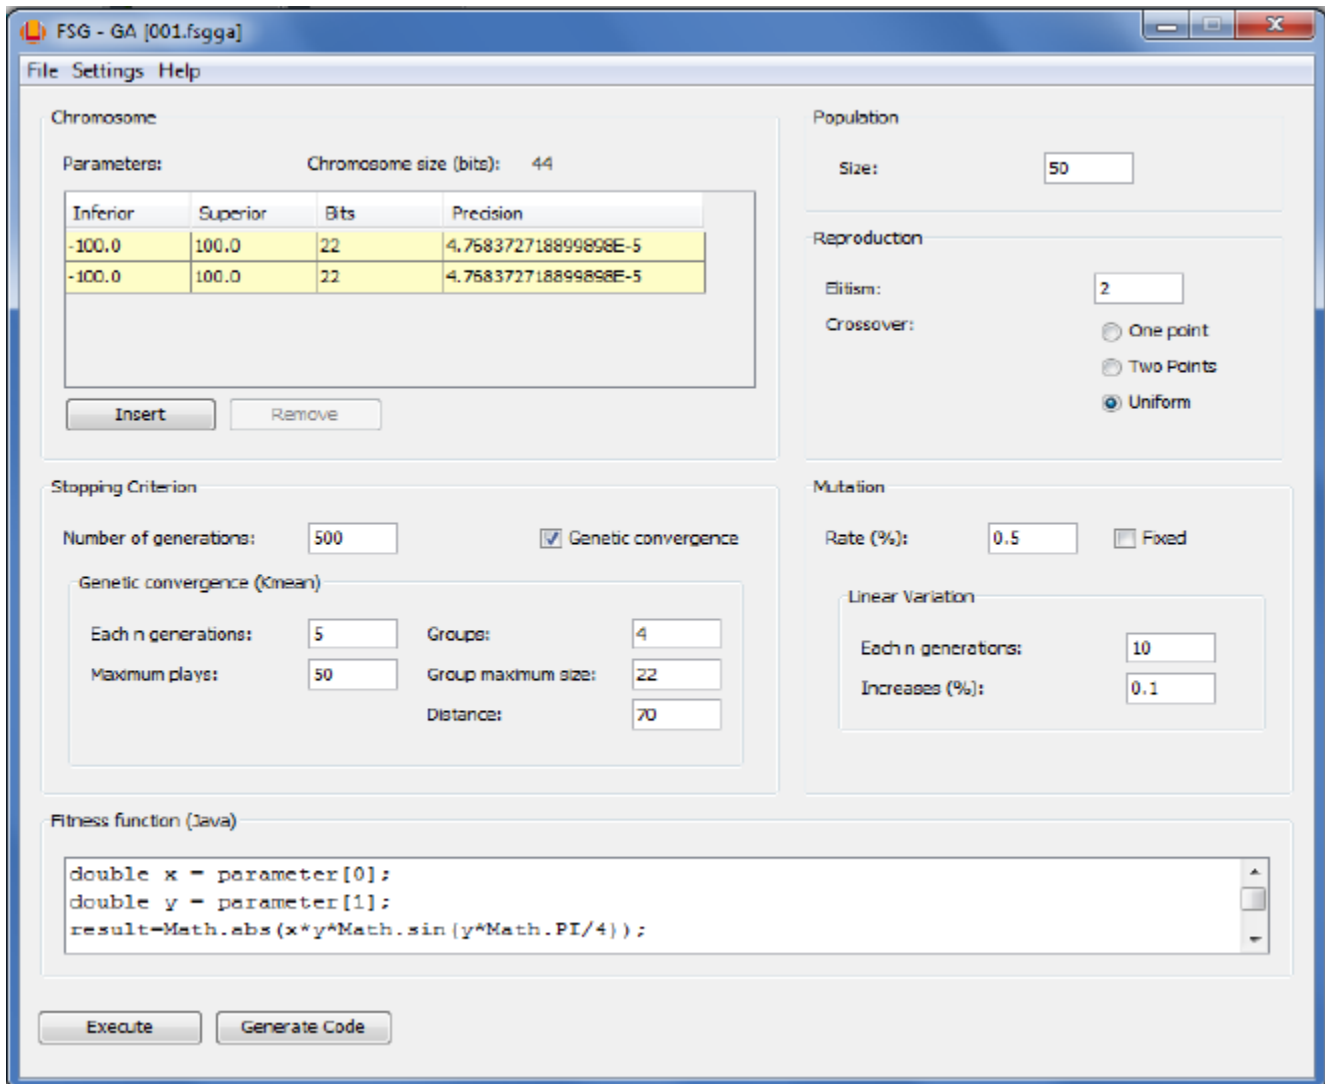 FSG - GA [001.fsgga]
File Settings Help
Chromosome
Parameters: Chromosome size (bits): 44
Inferior Superior Bits Precision
-100.0 100.0 22 4.768372718899898E-5
-100.0 100.0 22 4.768372718899898E-5
Insert Remove
Population
Size: 50
Reproduction
Elitism: 2
Crossover: One point
Two Points
Uniform
Stopping Criterion
Number of generations: 500 Genetic convergence
Genetic convergence (Kmean)
Each n generations: 5 Groups: 4
Maximum plays: 50 Group maximum size: 22
Distance: 70
Mutation
Rate (%): 0.5 Fixed
Linear Variation
Each n generations: 10
Increases (%): 0.1
Fitness function (Java)
double x = parameter[0];
double y = parameter[1];
result=Math.abs(x*y*Math.sin(y*Math.PI/4));
Execute Generate Code